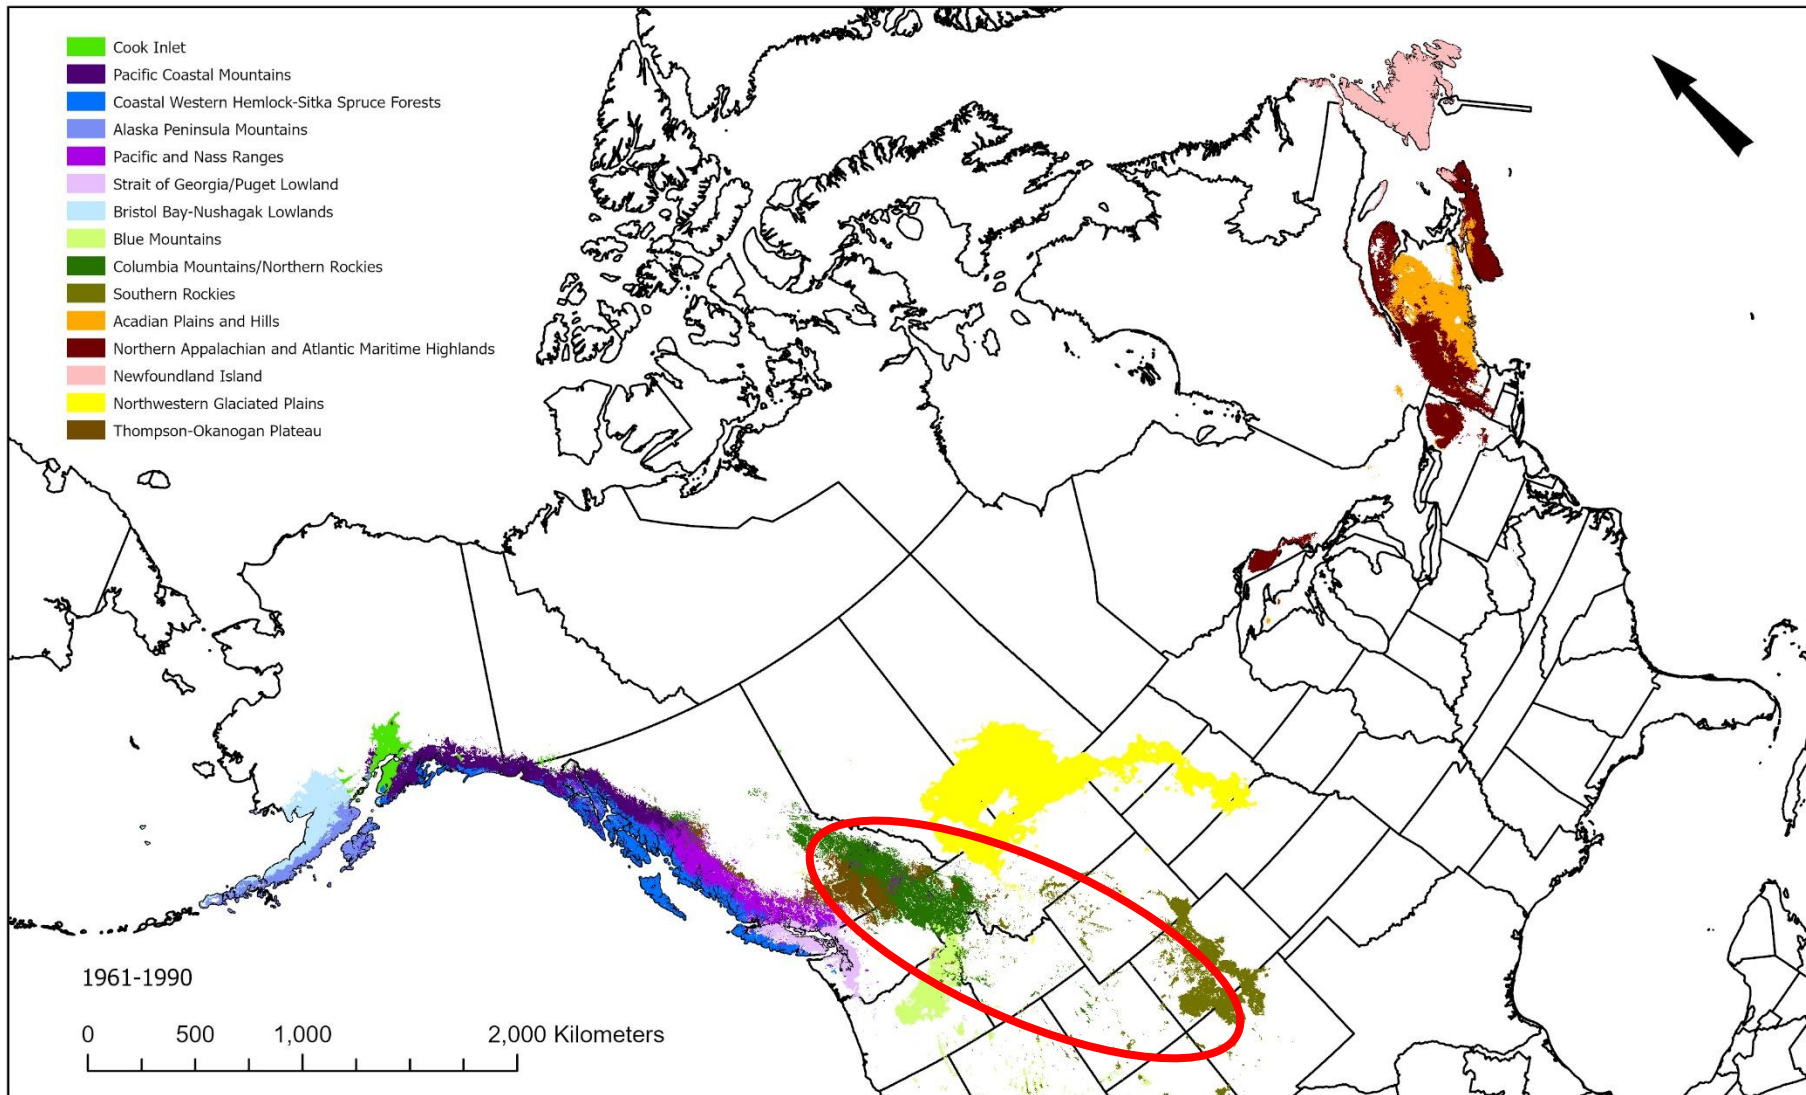 Cook Inlet
Pacific Coastal Mountains
Coastal Western Hemlock-Sitka Spruce Forests
Alaska Peninsula Mountains
Pacific and Nass Ranges
Strait of Georgia/Puget Lowland
Bristol Bay-Nushagak Lowlands
Blue Mountains
Columbia Mountains/Northern Rockies
Southern Rockies
Acadian Plains and Hills
Northern Appalachian and Atlantic Maritime Highlands
Newfoundland Island
Northwestern Glaciated Plains
Thompson-Okanogan Plateau
1961-1990
0 500 1,000 2,000 Kilometers